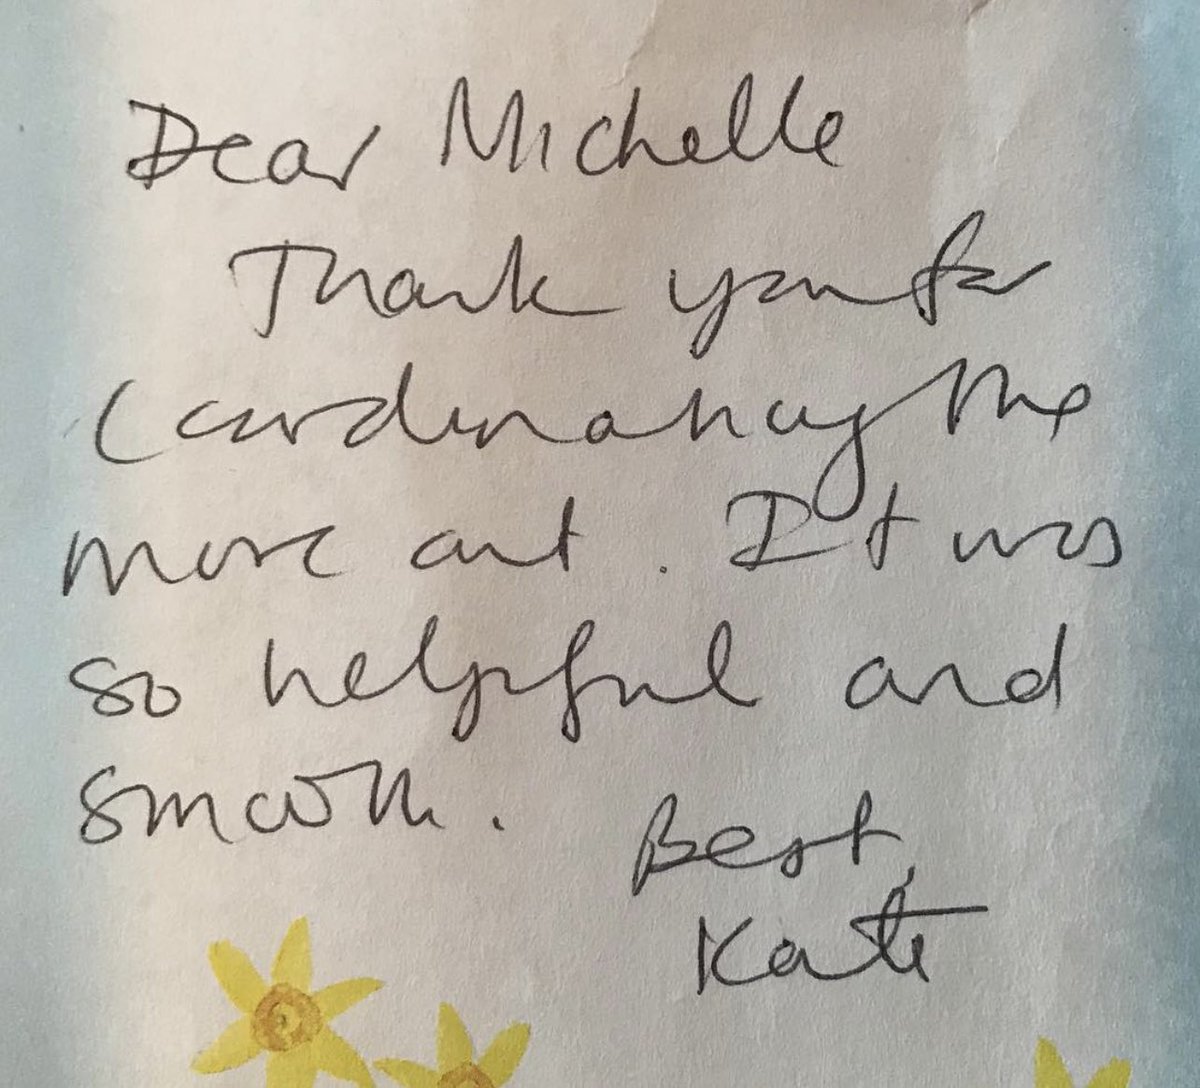 Dear Michelle
Thank you for
Coordinating the
move out. It was
so helpful and
smooth.
Best,
Kate